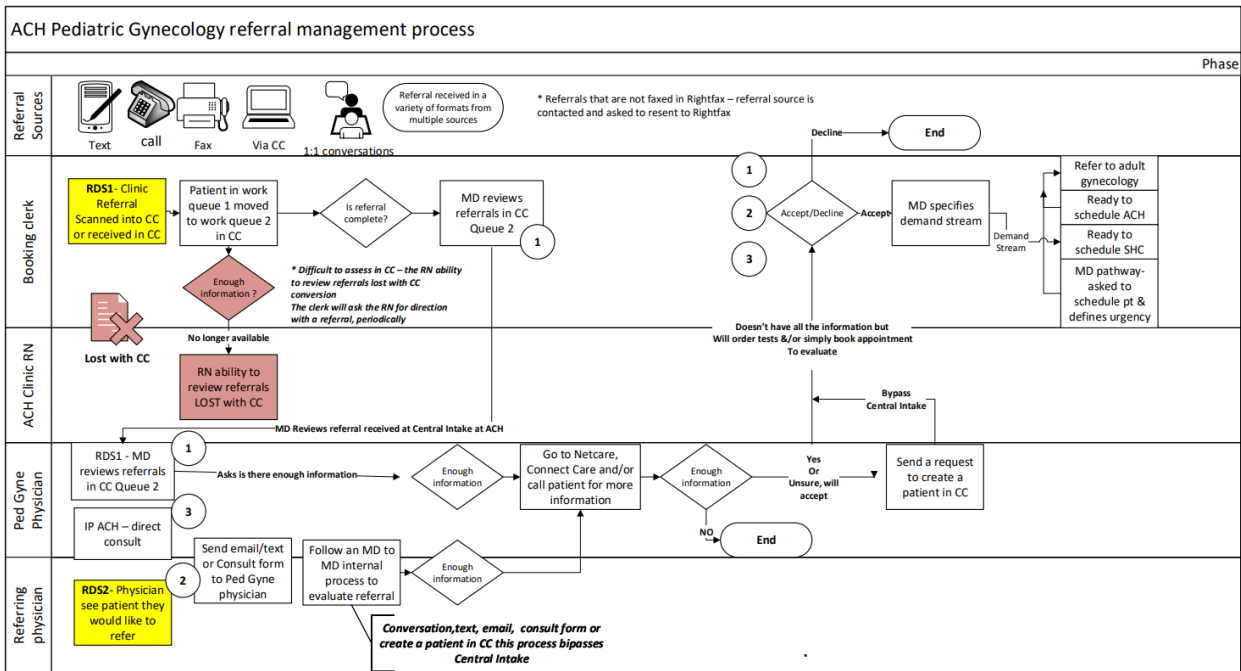 ACH Pediatric Gynecology referral management process
Phase
Referral
Sources
Text
call
Fax
Via CC
1:1 conversations
Referral received in a
variety of formats from
multiple sources
* Referrals that are not faxed in Rightfax – referral source is
contacted and asked to resent to Rightfax
Decline
End
Booking clerk
RDS1- Clinic
Referral
Scanned into CC
or received in CC
Patient in work
queue 1 moved
to work queue 2
in CC
Is referral
complete?
MD reviews
referrals in CC
Queue 2
1
Enough
information ?
* Difficult to assess in CC – the RN ability
to review referrals lost with CC
conversion
The clerk will ask the RN for direction
with a referral, periodically
1
2
3
Accept/Decline
Accept
MD specifies
demand stream
Demand
Stream
Refer to adult
gynecology
Ready to
schedule ACH
Ready to
schedule SHC
MD pathway-
asked to
schedule pt &
defines urgency
ACH Clinic RN
Lost with CC
No longer available
RN ability to
review referrals
LOST with CC
Doesn't have all the information but
Will order tests &/or simply book appointment
To evaluate
Bypass
Central Intake
MD Reviews referral received at Central Intake at ACH
Ped Gyne
Physician
RDS1 - MD
reviews referrals
in CC Queue 2
1
Asks is there enough information
Enough
information
Go to Netcare,
Connect Care and/or
call patient for more
information
Enough
information
Yes
Or
Unsure, will
accept
Send a request
to create a
patient in CC
NO
End
IP ACH – direct
consult
3
Referring
physician
RDS2- Physician
see patient they
would like to
refer
2
Send email/text
or Consult form
to Ped Gyne
physician
Follow an MD to
MD internal
process to
evaluate referral
Enough
information
Conversation,text, email, consult form or
create a patient in CC this process bipasses
Central Intake
.